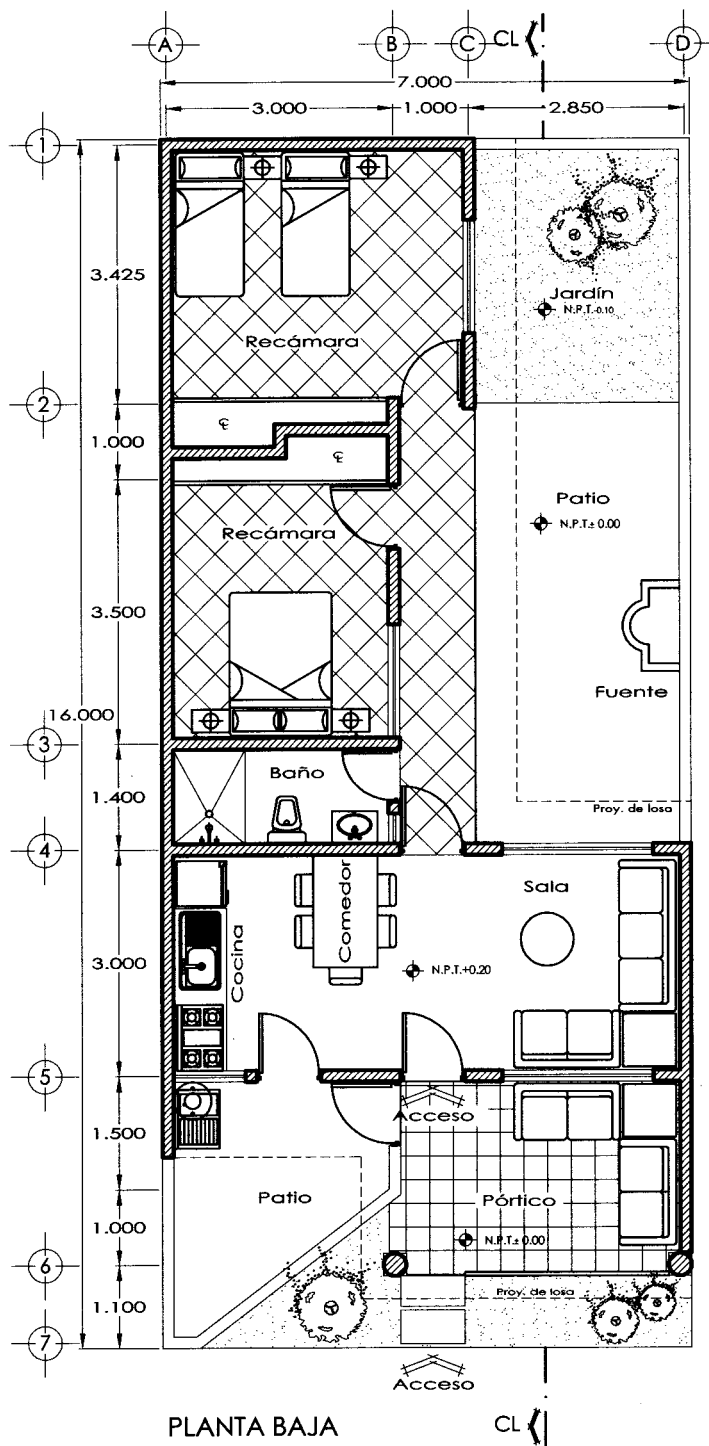 A
B
C
CL
D
7.000
3.000
1.000
2.850
1
3.425
Jardín
N.P.T.-0.10
Recámara
2
1.000
℄
℄
Patio
N.P.T.± 0.00
Recámara
3.500
Fuente
16.000
3
1.400
Baño
Proy. de losa
4
Comedor
Sala
Cocina
3.000
N.P.T.+0.20
5
Acceso
1.500
Patio
Pórtico
1.000
N.P.T.± 0.00
6
Proy. de losa
1.100
7
Acceso
PLANTA BAJA
CL